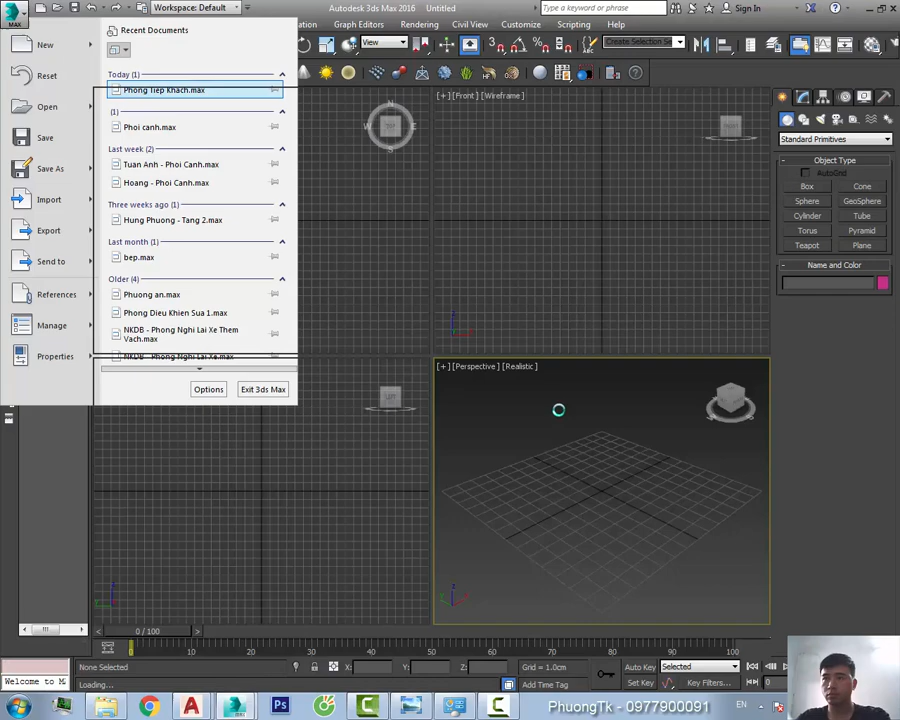 MAX
Workspace: Default
Autodesk 3ds Max 2016
Untitled
Type a keyword or phrase
Sign In
Graph Editors
Rendering
Civil View
Customize
Scripting
Help
View
Create Selection Se
New
Reset
Open
Save
Save As
Import
Export
Send to
References
Manage
Properties
Recent Documents
Today (1)
Phong Tiep Khach.max
(1)
Phoi canh.max
Last week (2)
Tuan Anh - Phoi Canh.max
Hoang - Phoi Canh.max
Three weeks ago (1)
Hung Phuong - Tang 2.max
Last month (1)
bep.max
Older (4)
Phuong an.max
Phong Dieu Khien Sua 1.max
NKDB - Phong Nghi Lai Xe Them
Vach.max
NKDB - Phong Nghi Lai Xe.max
Options
Exit 3ds Max
N
W
E
S
[+] [Front] [Wireframe]
[+] [Perspective] [Realistic]
Standard Primitives
Object Type
AutoGrid
Box
Cone
Sphere
GeoSphere
Cylinder
Tube
Torus
Pyramid
Teapot
Plane
Name and Color
0 / 100
0
10
20
30
40
50
60
70
80
90
100
None Selected
X:
Y:
Z:
Grid = 1.0cm
Auto Key
Selected
Welcome to M
Loading...
Add Time Tag
Set Key
Key Filters...
0
PhuongTk - 0977900091
EN